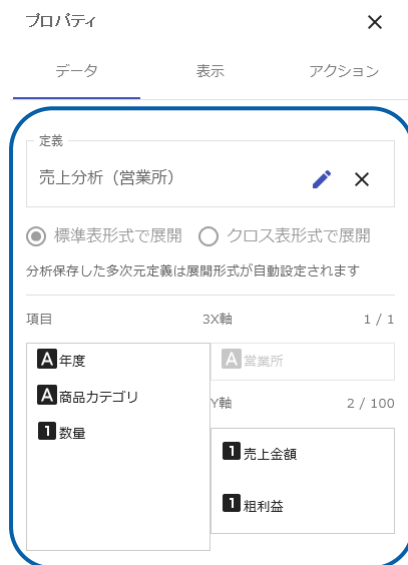 プロパティ
データ 表示 アクション
定義
売上分析（営業所）
標準表形式で展開 クロス表形式で展開
分析保存した多次元定義は展開形式が自動設定されます
項目 3X軸 1 / 1
A 年度 A 営業所
A 商品カテゴリ Y軸 2 / 100
1 数量
1 売上金額
1 粗利益